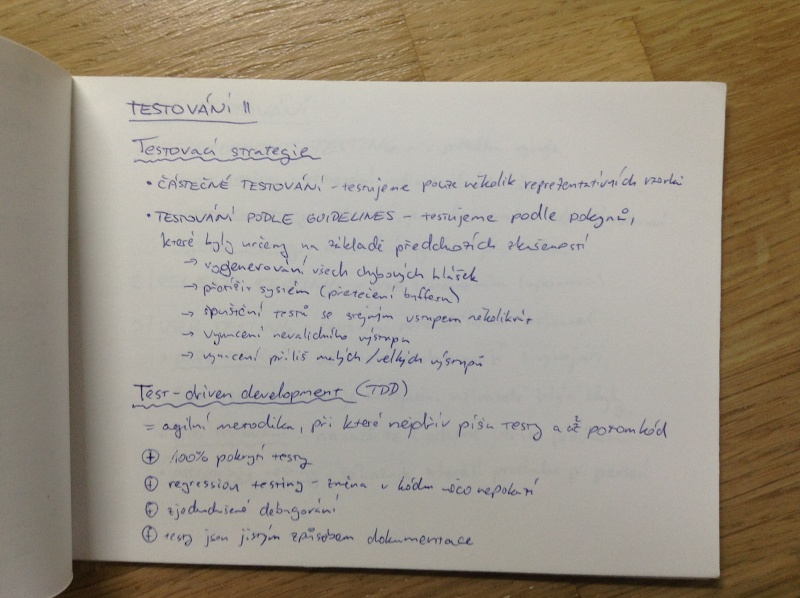 TESTOVÁNÍ II
Testovací strategie
• ČÁSTEČNÉ TESTOVÁNÍ – testujeme pouze několik reprezentativních vzorků
• TESTOVÁNÍ PODLE GUIDELINES – testujeme podle pokynů,
které byly určeny na základě předchozích zkušeností
→ vygenerování všech chybových hlášek
→ přetížit systém (přetečení bufferu)
→ spuštění testů se stejným vstupem několikrát
→ vynucení nevalidního výstupu
→ vynucení příliš malých/velkých výstupů
Test-driven development (TDD)
= agilní metodika, při které nejdřív píšu testy a až potom kód
+ 100% pokrytí testy
+ regression testing – změna v kódu něco nepokazí
+ zjednodušené debugování
+ testy jsou jistým způsobem dokumentace